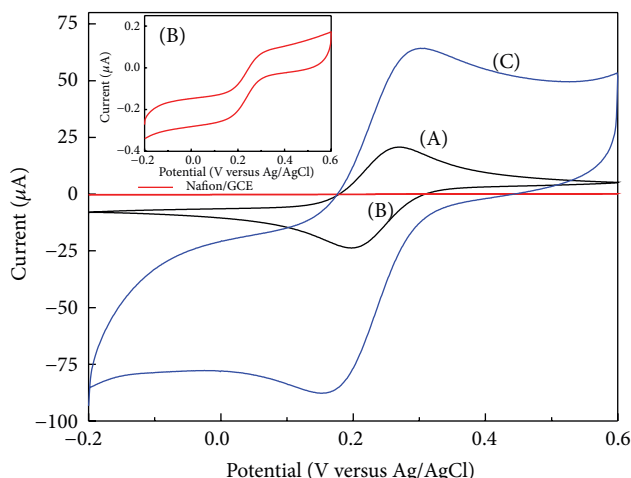 75
50
25
0
−25
−50
−75
−100
Current (μA)
−0.2
0.0
0.2
0.4
0.6
Potential (V versus Ag/AgCl)
(A)
(B)
(C)
(B)
0.2
0.0
−0.2
−0.4
Current (μA)
−0.2
0.0
0.2
0.4
0.6
Potential (V versus Ag/AgCl)
Nafion/GCE